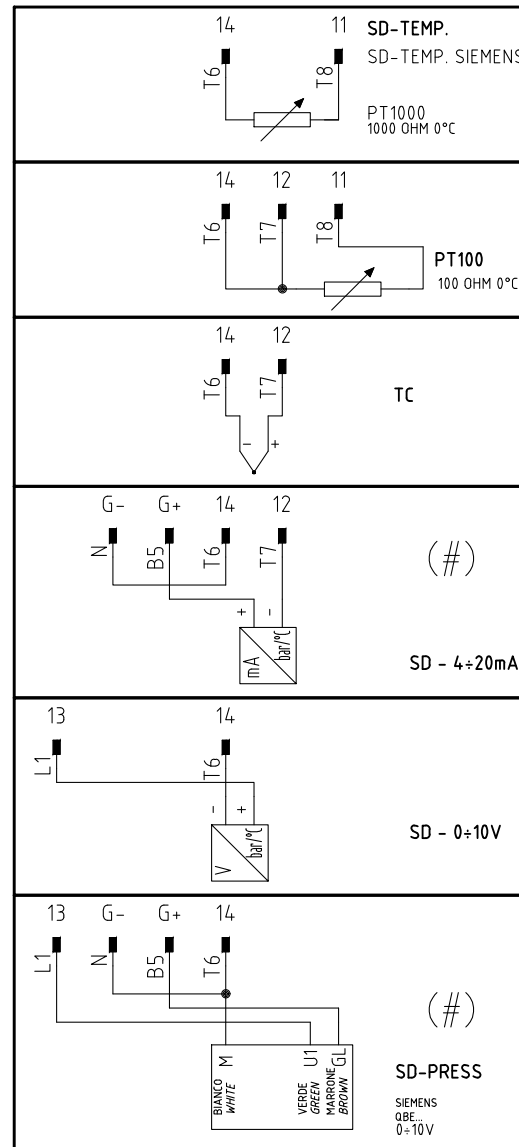 14 11 SD-TEMP.
T6 T8 SD-TEMP. SIEMENS
PT1000
1000 OHM 0°C
14 12 11
T6 T7 T8
PT100
100 OHM 0°C
14 12
T6 T7
TC
- +
G- G+ 14 12
N B5 T6 T7
(#)
+ -
mA bar/°C
SD - 4÷20mA
13 14
L1 T6
- +
V bar/°C
SD - 0÷10V
13 G- G+ 14
L1 N B5 T6
(#)
M U1 GL
BIANCO VERDE MARRONE
WHITE GREEN BROWN
SD-PRESS
SIEMENS
QBE...
0÷10V